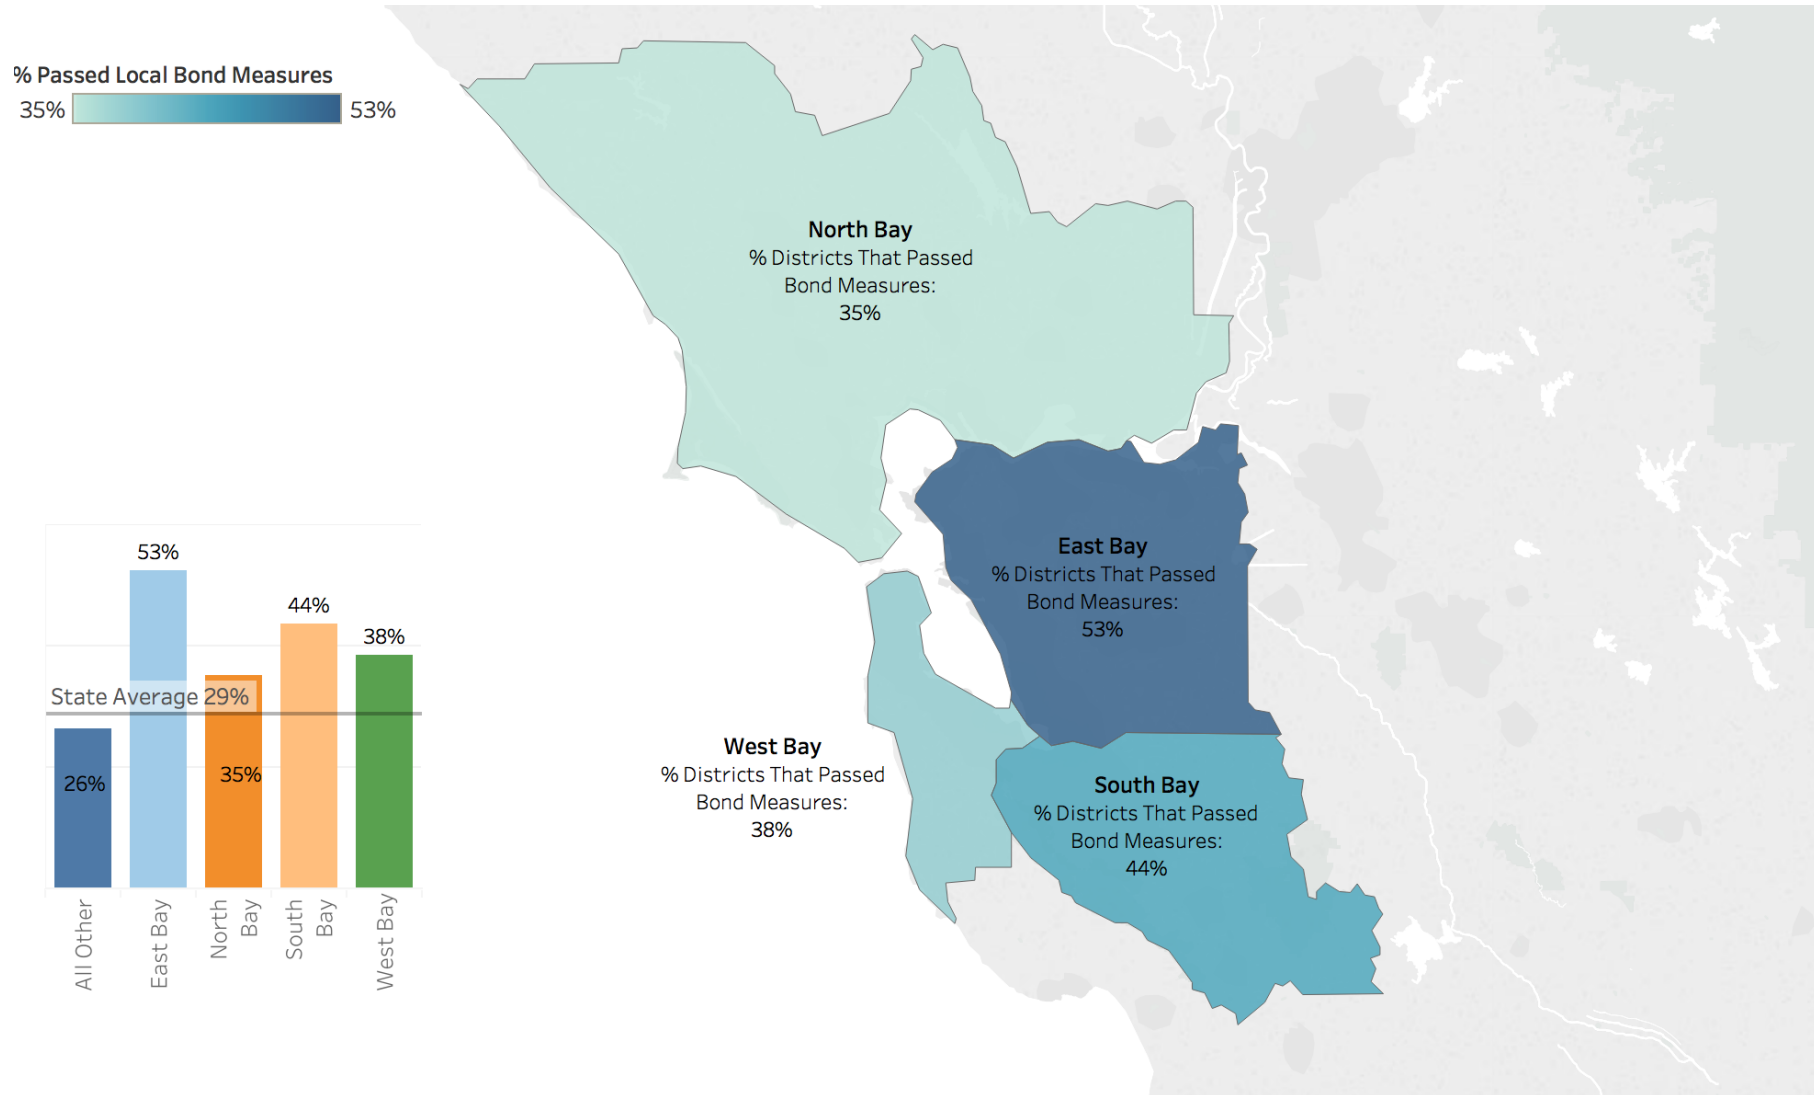 % Passed Local Bond Measures
35%
53%
North Bay
% Districts That Passed
Bond Measures:
35%
East Bay
% Districts That Passed
Bond Measures:
53%
West Bay
% Districts That Passed
Bond Measures:
38%
South Bay
% Districts That Passed
Bond Measures:
44%
53%
44%
38%
State Average 29%
35%
26%
All Other
East Bay
North
Bay
South
Bay
West Bay